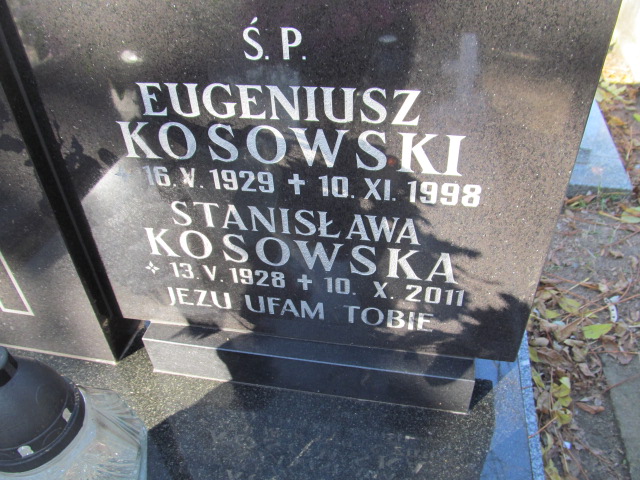 Ś. P.
EUGENIUSZ
KOSOWSKI
* 16. V. 1929 + 10. XI. 1998
STANISŁAWA
KOSOWSKA
* 13. V. 1928 + 10. X. 2011
JEZU UFAM TOBIE